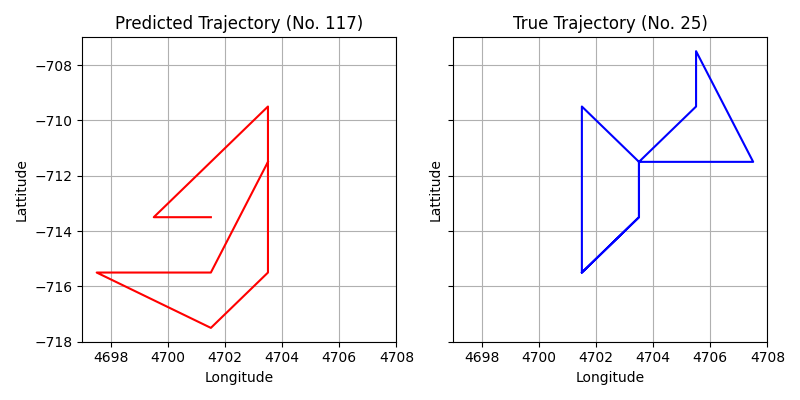 Predicted Trajectory (No. 117)
True Trajectory (No. 25)
Lattitude
−708
−710
−712
−714
−716
−718
4698 4700 4702 4704 4706 4708
Longitude
Lattitude
4698 4700 4702 4704 4706 4708
Longitude